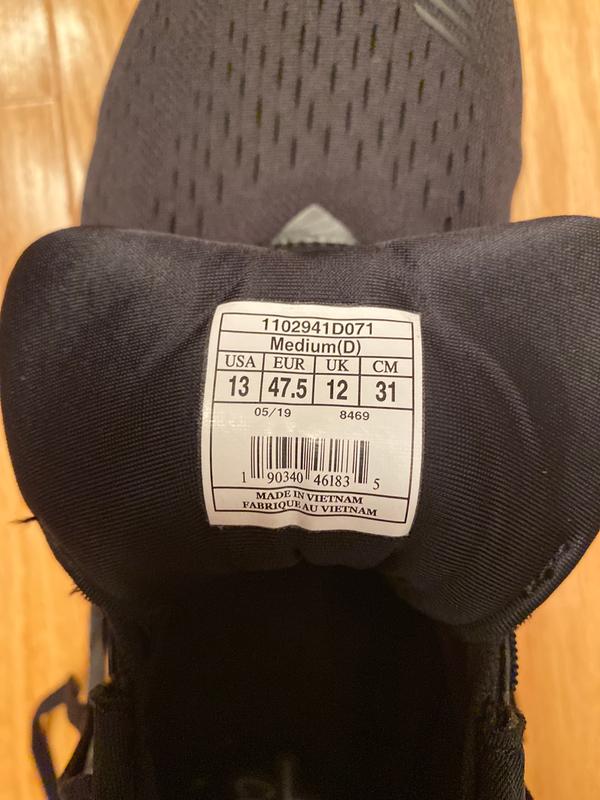 1102941D071
Medium(D)
USA EUR UK CM
13 47.5 12 31
05/19 8469
1 90340 46183 5
MADE IN VIETNAM
FABRIQUE AU VIETNAM